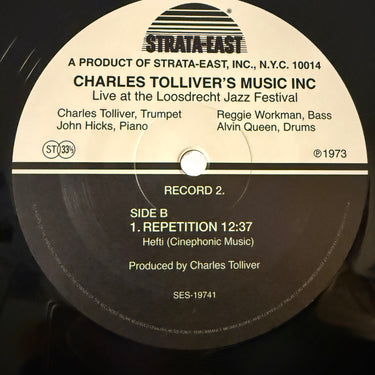 STRATA-EAST
A PRODUCT OF STRATA-EAST, INC., N.Y.C. 10014
CHARLES TOLLIVER'S MUSIC INC
Live at the Loosdrecht Jazz Festival
Charles Tolliver, Trumpet
John Hicks, Piano
Reggie Workman, Bass
Alvin Queen, Drums
ST 33⅓
℗1973
RECORD 2.
SIDE B
1. REPETITION 12:37
Hefti (Cinephonic Music)
Produced by Charles Tolliver
SES-19741